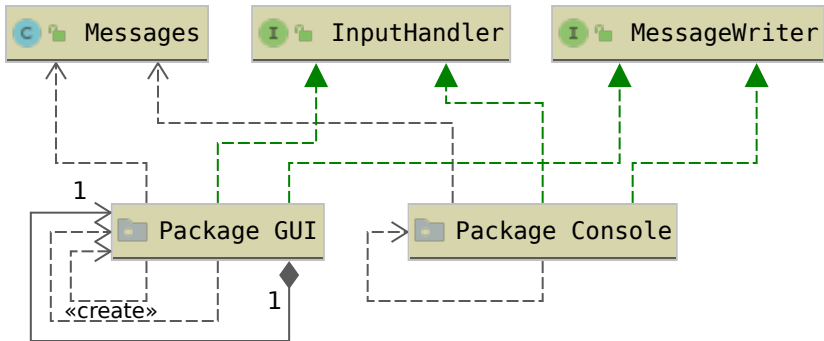 C Messages
I InputHandler
I MessageWriter
1
Package GUI
Package Console
1
«create»